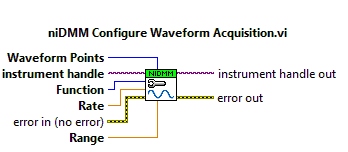 niDMM Configure Waveform Acquisition.vi
Waveform Points
instrument handle
NIDMM
instrument handle out
Function
Rate
error out
error in (no error)
Range